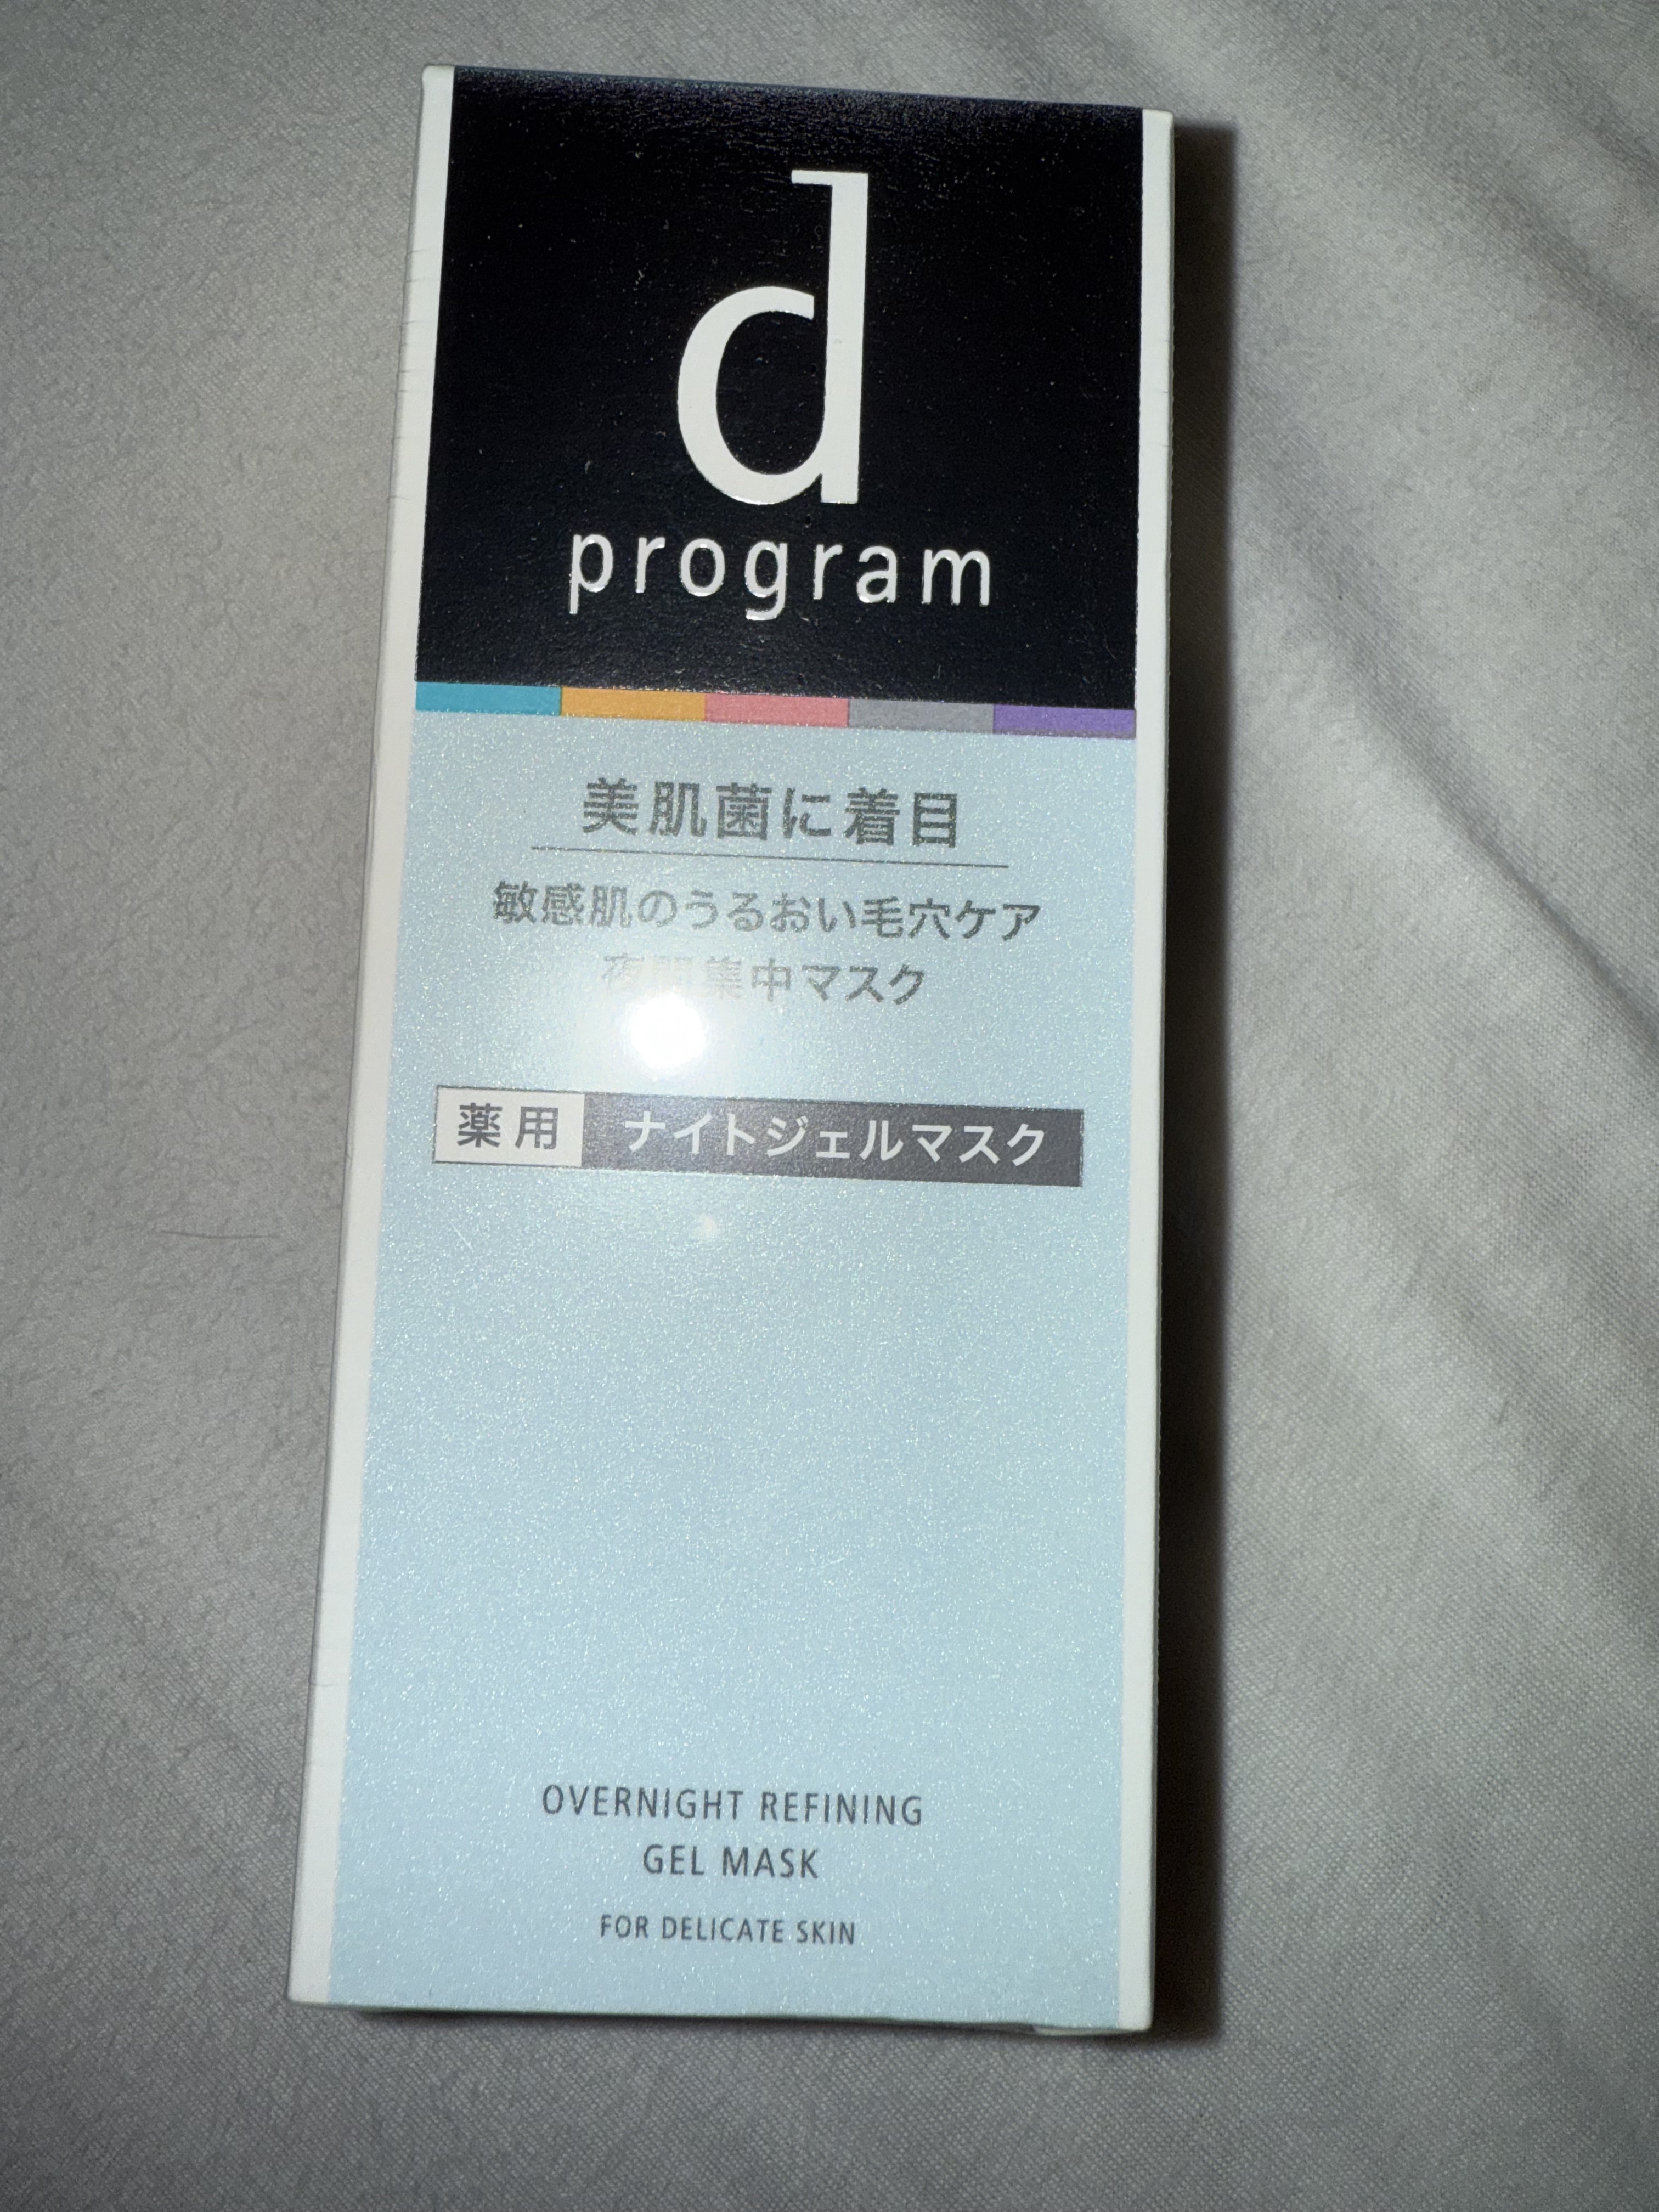 d
program
美肌菌に着目
敏感肌のうるおい毛穴ケア
集中マスク
薬用 ナイトジェルマスク
OVERNIGHT REFINING
GEL MASK
FOR DELICATE SKIN